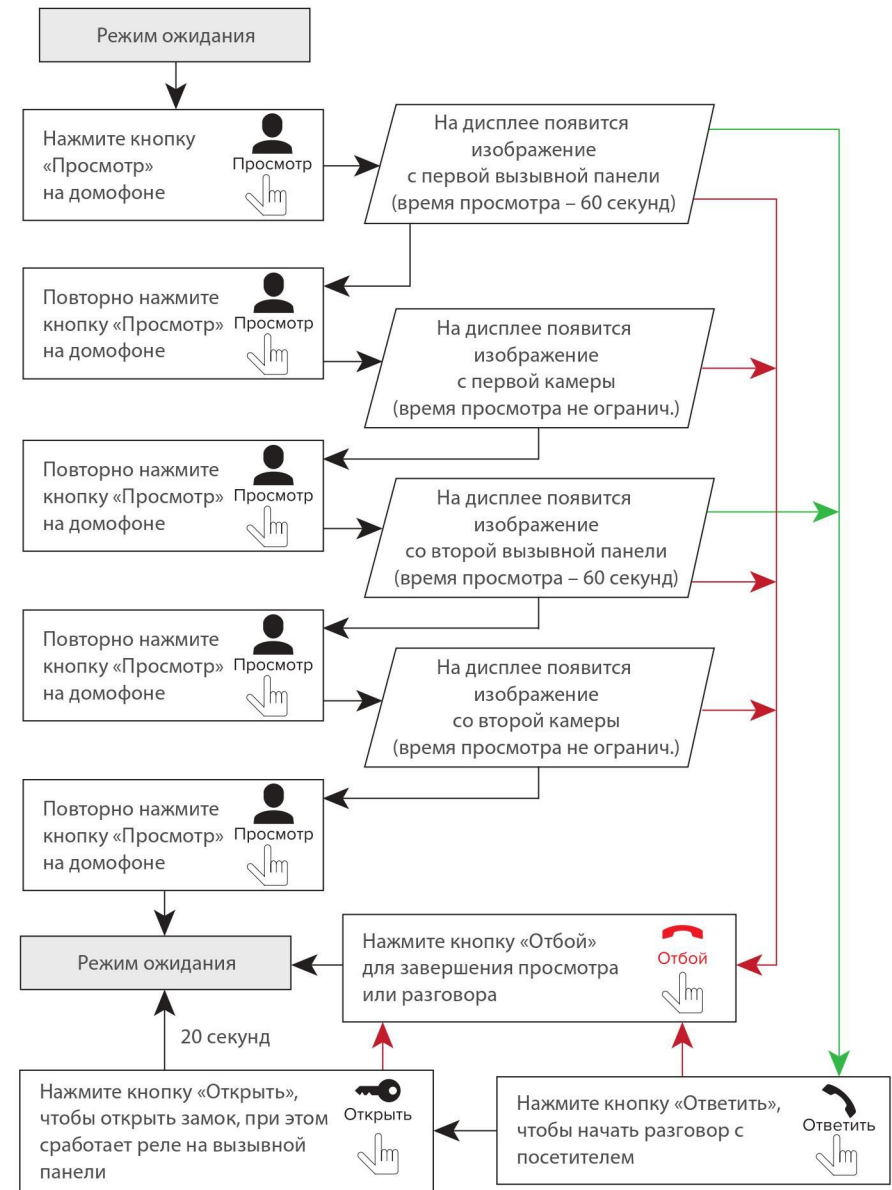 Режим ожидания
Нажмите кнопку
«Просмотр»
на домофоне
Просмотр
На дисплее появится
изображение
с первой вызывной панели
(время просмотра – 60 секунд)
Повторно нажмите
кнопку «Просмотр»
на домофоне
Просмотр
На дисплее появится
изображение
с первой камеры
(время просмотра не огранич.)
Повторно нажмите
кнопку «Просмотр»
на домофоне
Просмотр
На дисплее появится
изображение
со второй вызывной панели
(время просмотра – 60 секунд)
Повторно нажмите
кнопку «Просмотр»
на домофоне
Просмотр
На дисплее появится
изображение
со второй камеры
(время просмотра не огранич.)
Повторно нажмите
кнопку «Просмотр»
на домофоне
Просмотр
Режим ожидания
Нажмите кнопку «Отбой»
для завершения просмотра
или разговора
Отбой
20 секунд
Нажмите кнопку «Открыть»,
чтобы открыть замок, при этом
сработает реле на вызывной
панели
Открыть
Нажмите кнопку «Ответить»,
чтобы начать разговор с
посетителем
Ответить